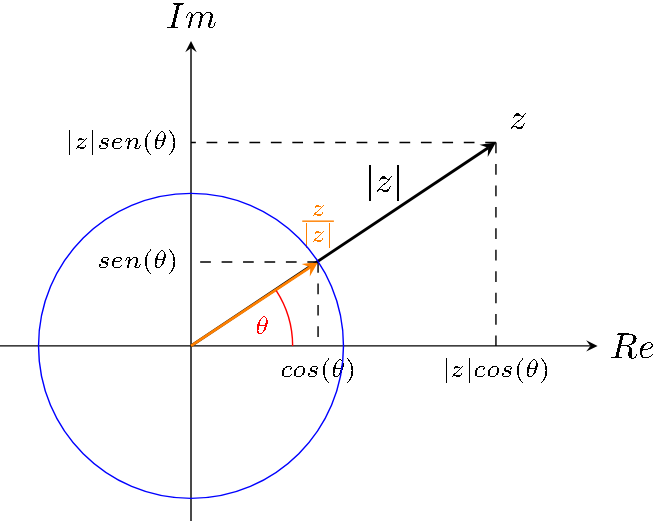 Im
z
|z|sen(θ)
|z|
z/|z|
sen(θ)
θ
Re
cos(θ)
|z|cos(θ)